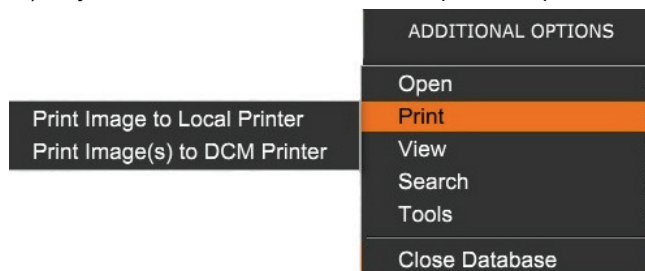 ADDITIONAL OPTIONS
Open
Print
Print Image to Local Printer
Print Image(s) to DCM Printer
View
Search
Tools
Close Database